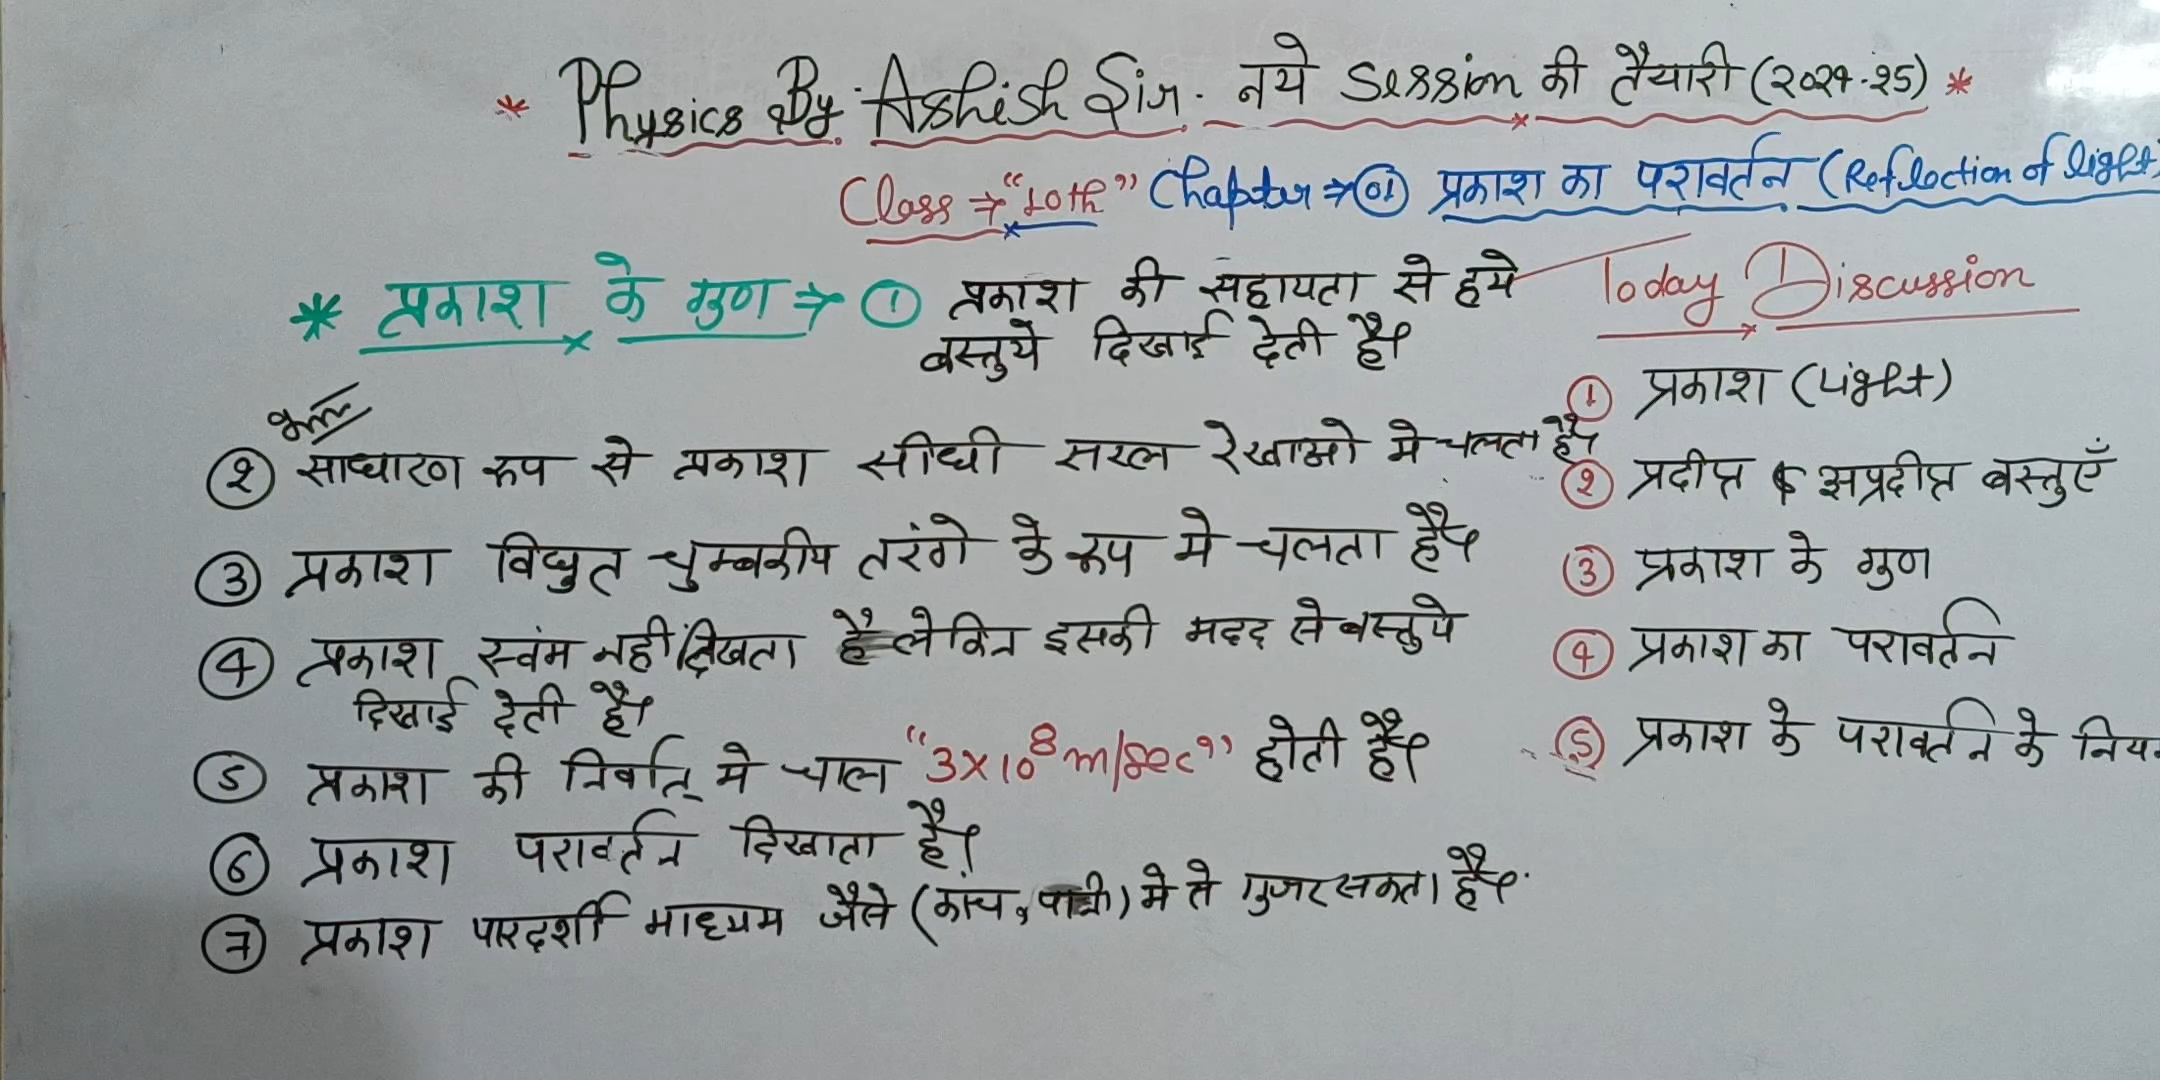 * Physics By Ashish Sir. नये Session की तैयारी (2024-25) *
Class → "10th" Chapter → 01 प्रकाश का परावर्तन (Reflection of light)
* प्रकाश के गुण → ① प्रकाश की सहायता से हमे
वस्तुये दिखाई देती है।
② साधारण रूप से प्रकाश सीधी सरल रेखाओ मे चलता है।
③ प्रकाश विधुत चुम्बकीय तरंगे के रूप मे चलता है।
④ प्रकाश स्वंम नही दिखता है लेकिन इसकी मदद से वस्तुये
दिखाई देती है।
⑤ प्रकाश की निर्वात् मे चाल "3×10⁸ m/sec" होती है।
⑥ प्रकाश परावर्तन दिखाता है।
⑦ प्रकाश पारदर्शी माध्यम जैसे (कांच, पानी) मे से गुजर सकता है।
Today Discussion
① प्रकाश (Light)
② प्रदीप्त & अप्रदीप्त वस्तुएँ
③ प्रकाश के गुण
④ प्रकाश का परावर्तन
⑤ प्रकाश के परावर्तन के निय